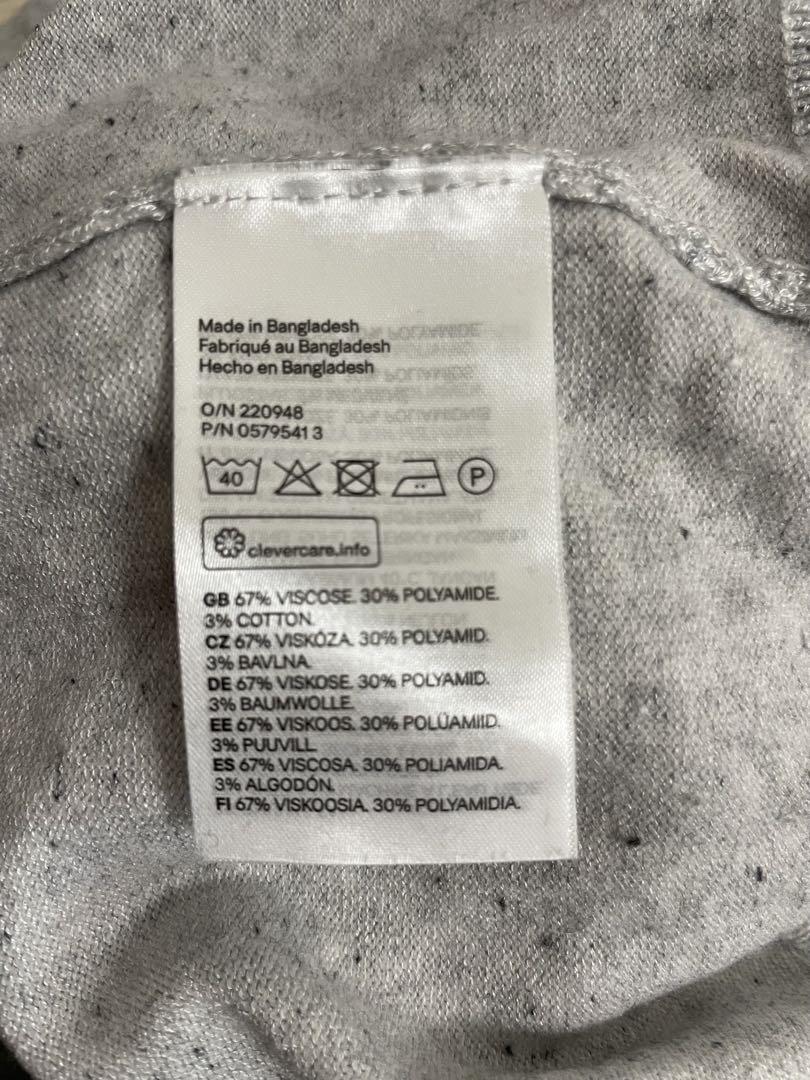 Made in Bangladesh
Fabriqué au Bangladesh
Hecho en Bangladesh
O/N 220948
P/N 0579541 3
40 P
clevercare.info
GB 67% VISCOSE. 30% POLYAMIDE.
3% COTTON.
CZ 67% VISKÓZA. 30% POLYAMID.
3% BAVLNA.
DE 67% VISKOSE. 30% POLYAMID.
3% BAUMWOLLE.
EE 67% VISKOOS. 30% POLÜAMIID.
3% PUUVILL.
ES 67% VISCOSA. 30% POLIAMIDA.
3% ALGODÓN.
FI 67% VISKOOSIA. 30% POLYAMIDIA.